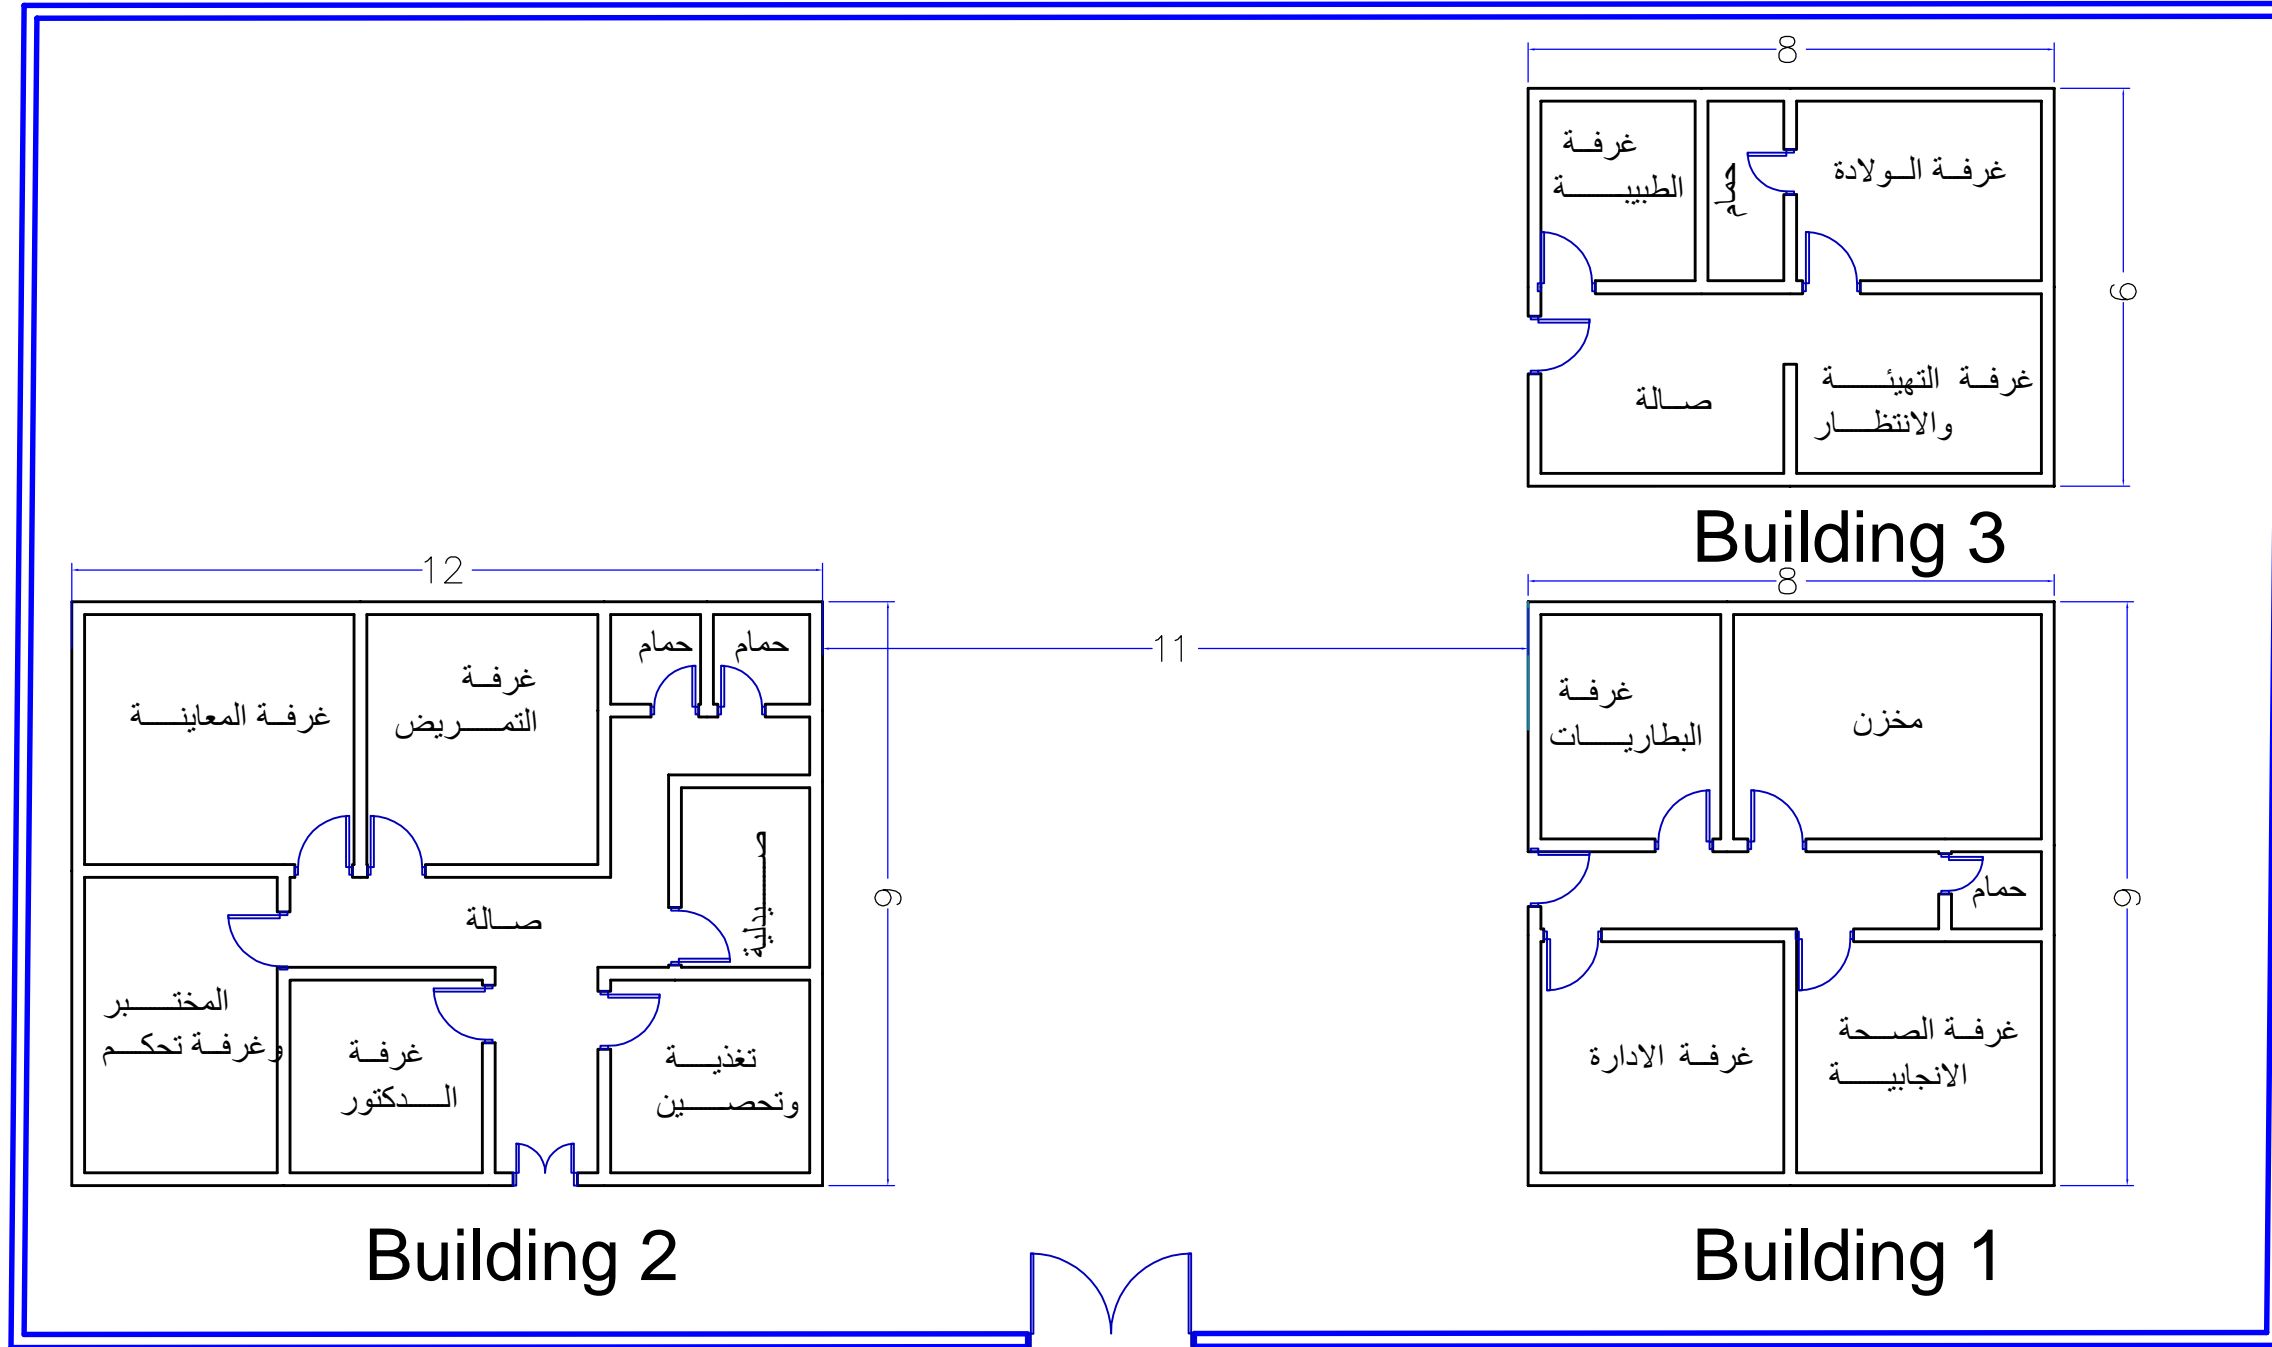 8
غرفة
الطبيبة
حمام
غرفة الولادة
6
صالة
غرفة التهيئة
والانتظار
Building 3
12
حمام
حمام
غرفة
التمريض
غرفة المعاينة
9
صيدلية
صالة
المختبر
وغرفة تحكم
غرفة
الدكتور
تغذية
وتحصين
Building 2
11
8
غرفة
البطاريات
مخزن
9
حمام
غرفة الادارة
غرفة الصحة
الانجابية
Building 1